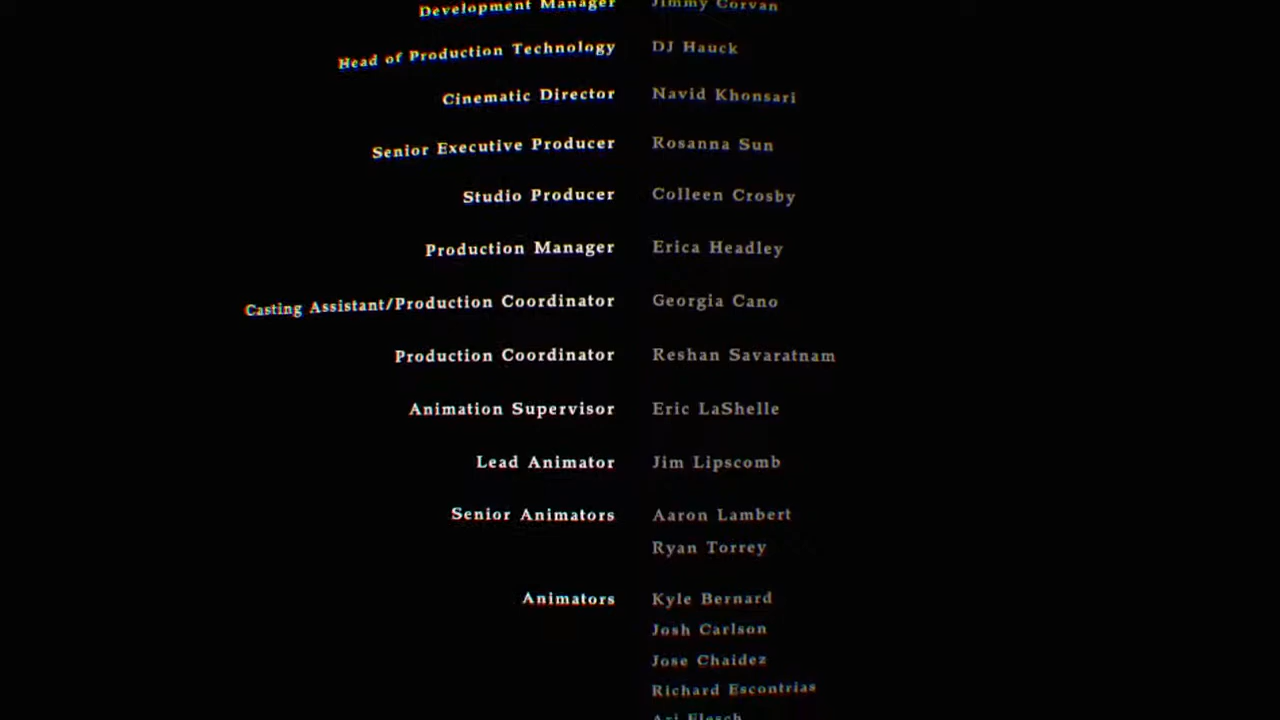 Development Manager Jimmy Corvan
Head of Production Technology DJ Hauck
Cinematic Director Navid Khonsari
Senior Executive Producer Rosanna Sun
Studio Producer Colleen Crosby
Production Manager Erica Headley
Casting Assistant/Production Coordinator Georgia Cano
Production Coordinator Reshan Savaratnam
Animation Supervisor Eric LaShelle
Lead Animator Jim Lipscomb
Senior Animators Aaron Lambert
Ryan Torrey
Animators Kyle Bernard
Josh Carlson
Jose Chaidez
Richard Escontrias